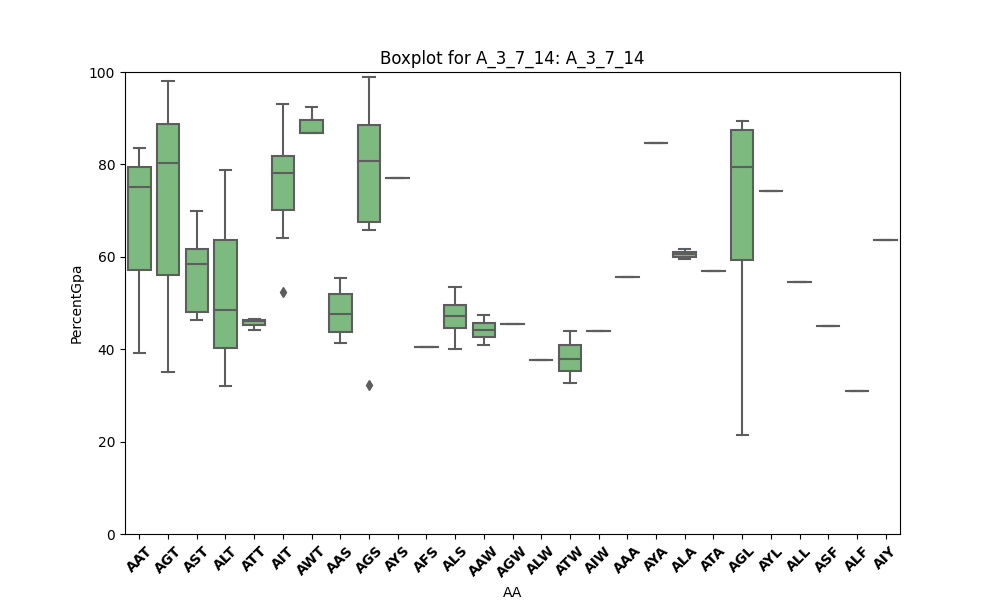 Boxplot for A_3_7_14: A_3_7_14
PercentGpa
100
80
60
40
20
0
AAT AGT AST ALT ATT AIT AWT AAS AGS AYS AFS ALS AAW AGW ALW ATW AIW AAA AYA ALA ATA AGL AYL ALL ASF ALF AIY
AA